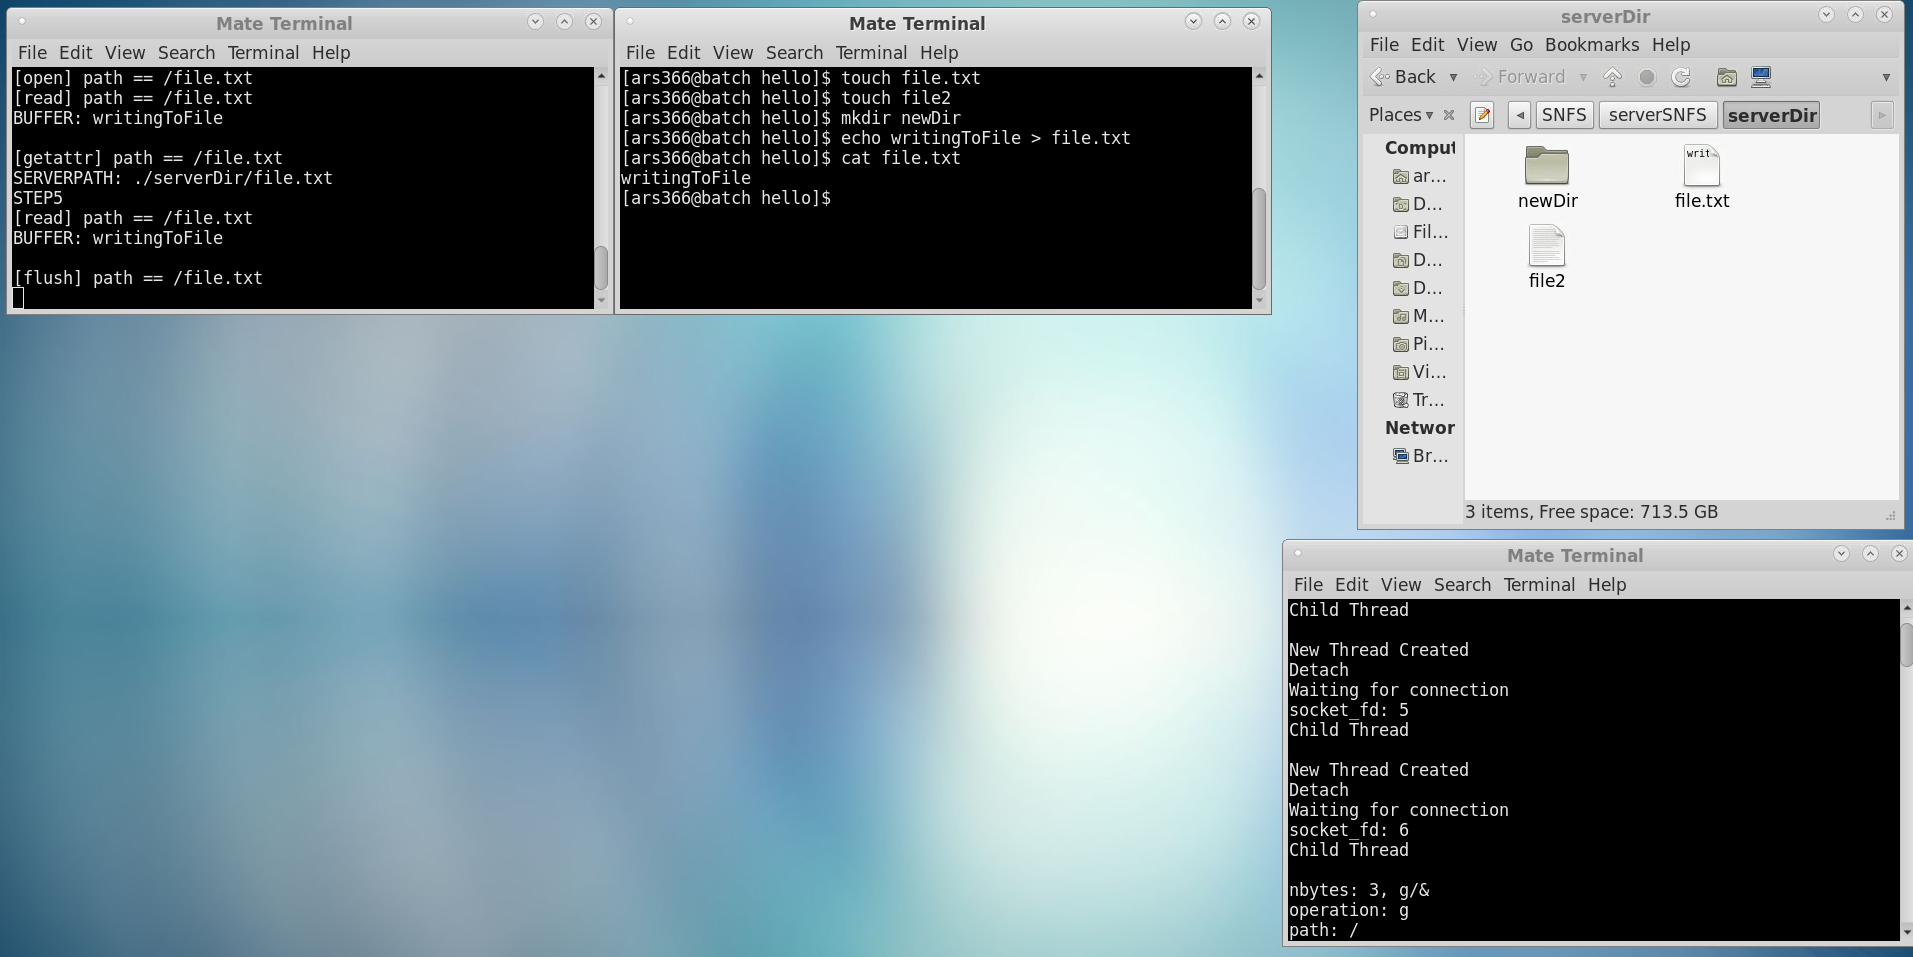 Mate Terminal
File Edit View Search Terminal Help
[open] path == /file.txt
[read] path == /file.txt
BUFFER: writingToFile
[getattr] path == /file.txt
SERVERPATH: ./serverDir/file.txt
STEP5
[read] path == /file.txt
BUFFER: writingToFile
[flush] path == /file.txt
Mate Terminal
File Edit View Search Terminal Help
[ars366@batch hello]$ touch file.txt
[ars366@batch hello]$ touch file2
[ars366@batch hello]$ mkdir newDir
[ars366@batch hello]$ echo writingToFile > file.txt
[ars366@batch hello]$ cat file.txt
writingToFile
[ars366@batch hello]$
serverDir
File Edit View Go Bookmarks Help
Back Forward
Places SNFS serverSNFS serverDir
Comput
ar...
D...
Fil...
D...
D...
M...
Pi...
Vi...
Tr...
Networ
Br...
writ
newDir file.txt
file2
3 items, Free space: 713.5 GB
Mate Terminal
File Edit View Search Terminal Help
Child Thread
New Thread Created
Detach
Waiting for connection
socket_fd: 5
Child Thread
New Thread Created
Detach
Waiting for connection
socket_fd: 6
Child Thread
nbytes: 3, g/&
operation: g
path: /